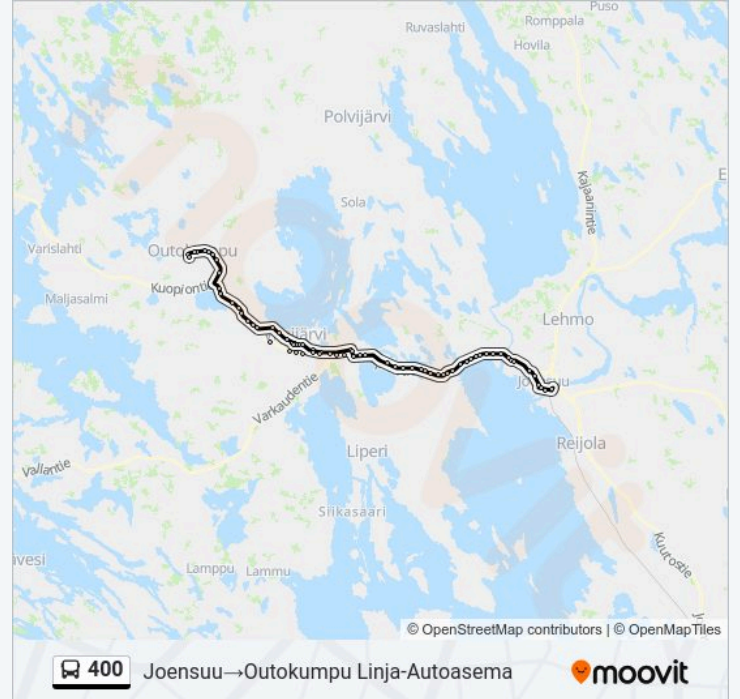 Puso
Romppala
Ruvaslahti
Hovila
Polvijärvi
Kajaanintie
Sola
Varislahti
Kuopiontie
Maljasalmi
Lehmo
Varkaudentie
Reijola
Liperi
Vallantie
Siikasaari
Kuutostie
Lamppu
Lammu
© OpenStreetMap contributors | © OpenMapTiles
400
Joensuu→Outokumpu Linja-Autoasema
moovit